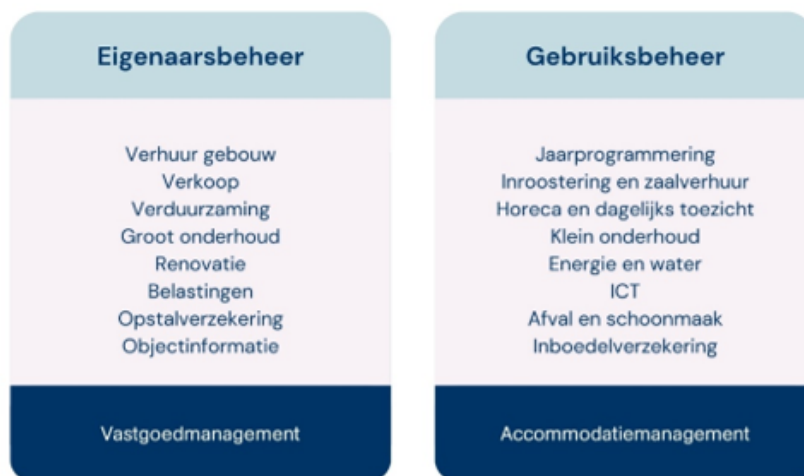 Eigenaarsbeheer
Verhuur gebouw
Verkoop
Verduurzaming
Groot onderhoud
Renovatie
Belastingen
Opstalverzekering
Objectinformatie
Vastgoedmanagement
Gebruiksbeheer
Jaarprogrammering
Inroostering en zaalverhuur
Horeca en dagelijks toezicht
Klein onderhoud
Energie en water
ICT
Afval en schoonmaak
Inboedelverzekering
Accommodatiemanagement